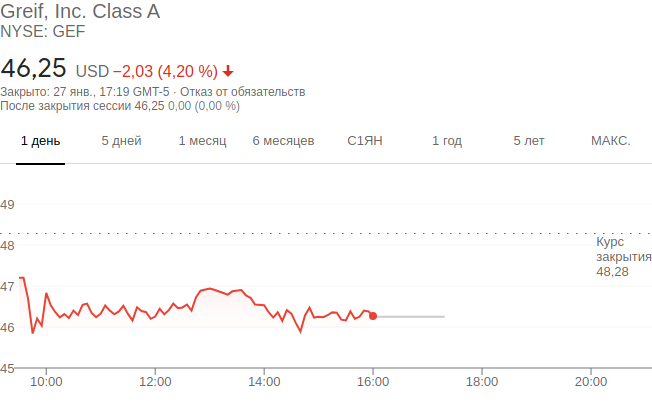 Greif, Inc. Class A
NYSE: GEF
46,25 USD −2,03 (4,20 %)
Закрыто: 27 янв., 17:19 GMT-5 · Отказ от обязательств
После закрытия сессии 46,25 0,00 (0,00 %)
1 день 5 дней 1 месяц 6 месяцев С1ЯН 1 год 5 лет МАКС.
49
48
47
46
45
Курс
закрытия
48,28
10:00 12:00 14:00 16:00 18:00 20:00